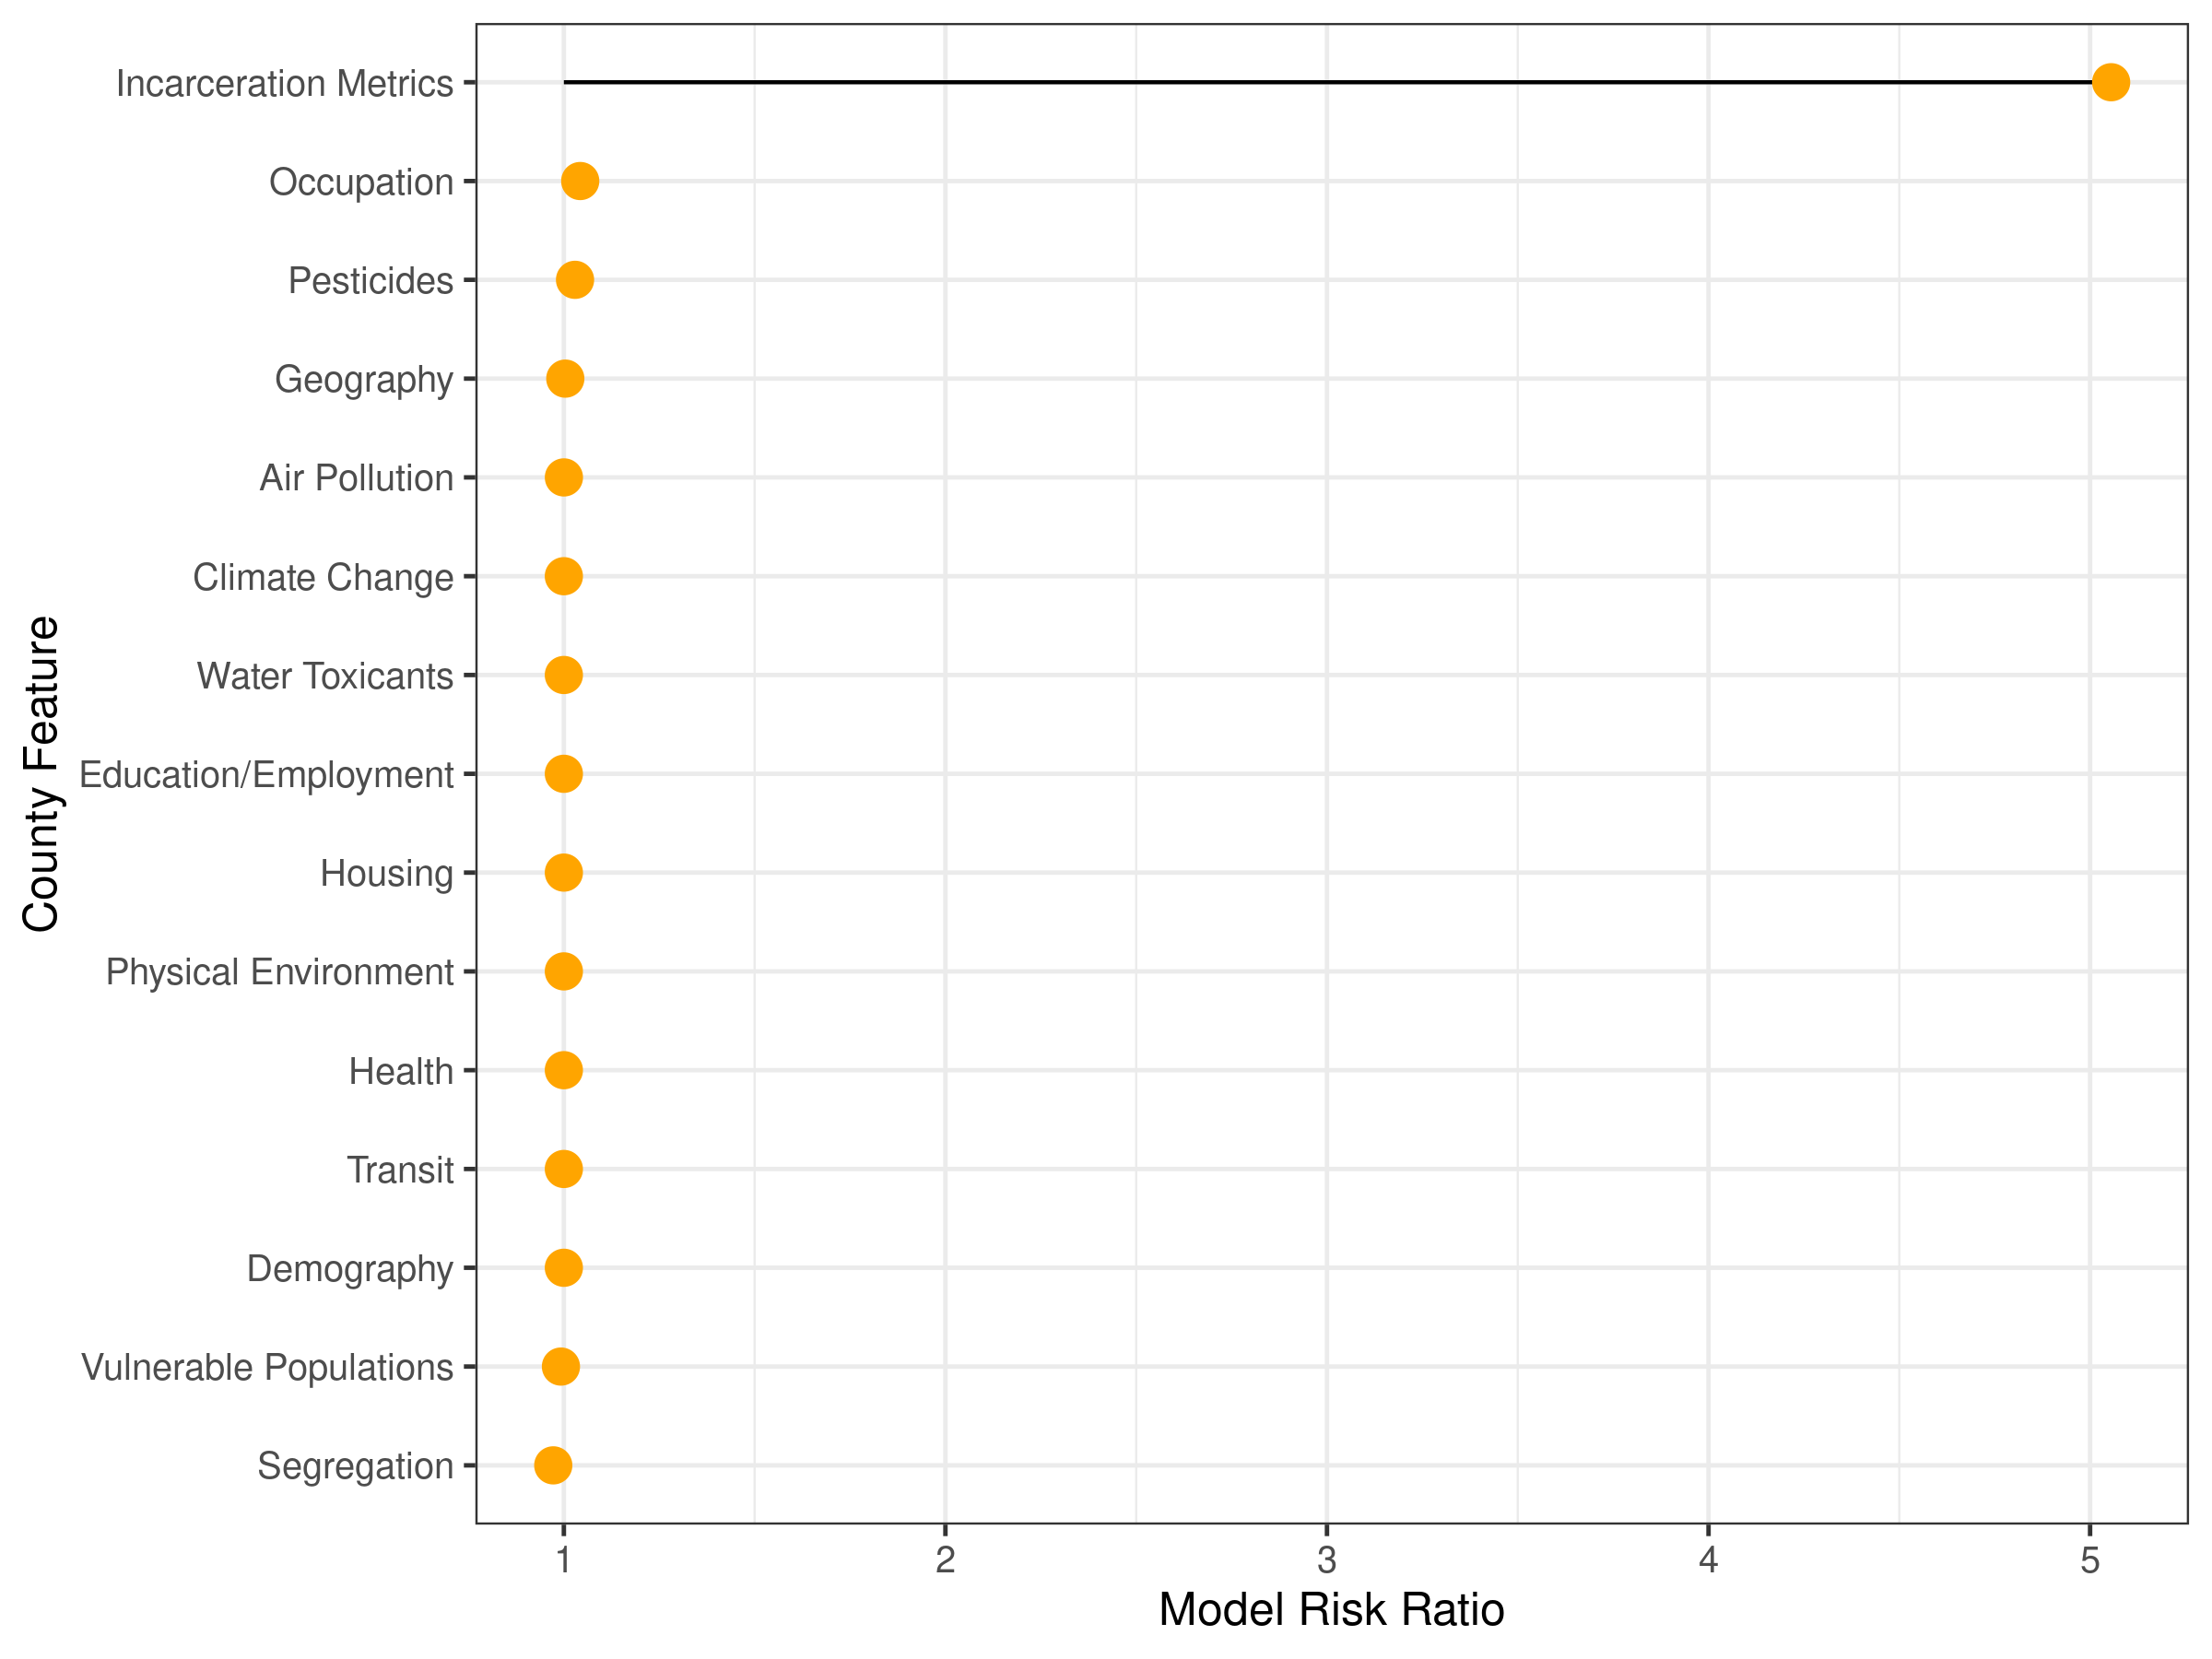 Incarceration Metrics
Occupation
Pesticides
Geography
Air Pollution
Climate Change
Water Toxicants
Education/Employment
Housing
Physical Environment
Health
Transit
Demography
Vulnerable Populations
Segregation
County Feature
1 2 3 4 5
Model Risk Ratio